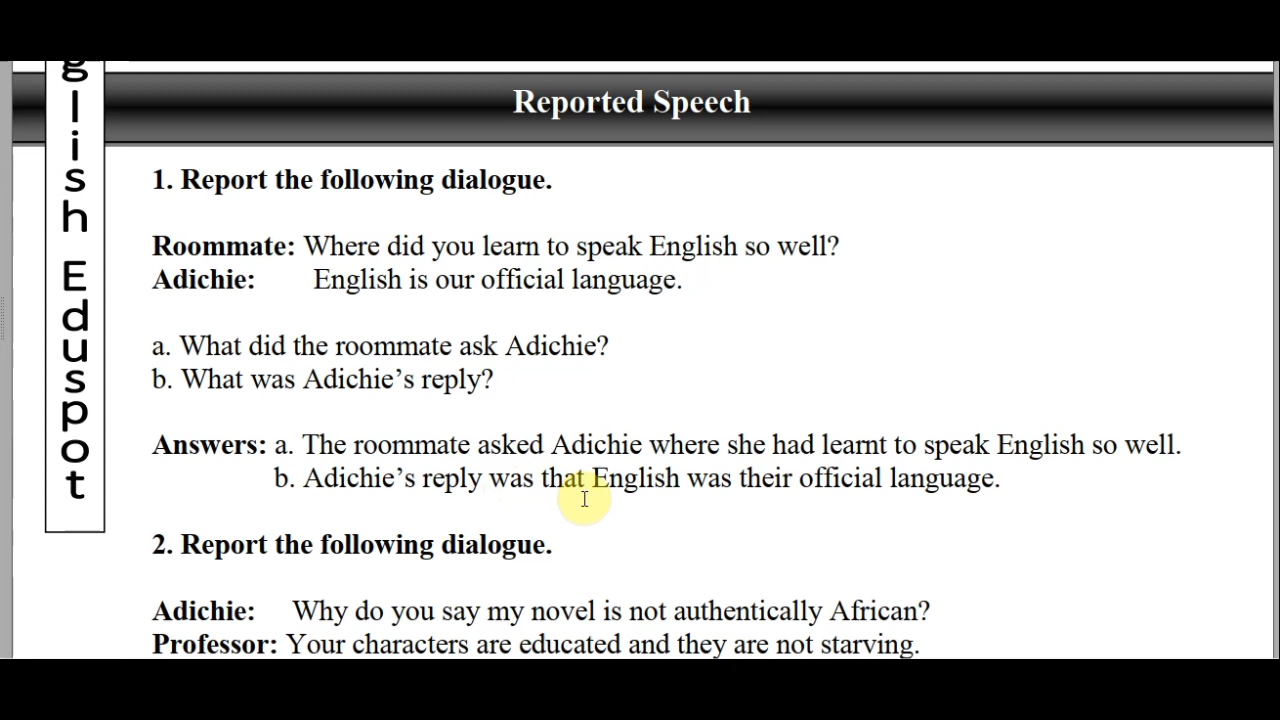 Reported Speech
glish Eduspot
1. Report the following dialogue.
Roommate: Where did you learn to speak English so well?
Adichie: English is our official language.
a. What did the roommate ask Adichie?
b. What was Adichie’s reply?
Answers: a. The roommate asked Adichie where she had learnt to speak English so well.
b. Adichie’s reply was that English was their official language.
2. Report the following dialogue.
Adichie: Why do you say my novel is not authentically African?
Professor: Your characters are educated and they are not starving.